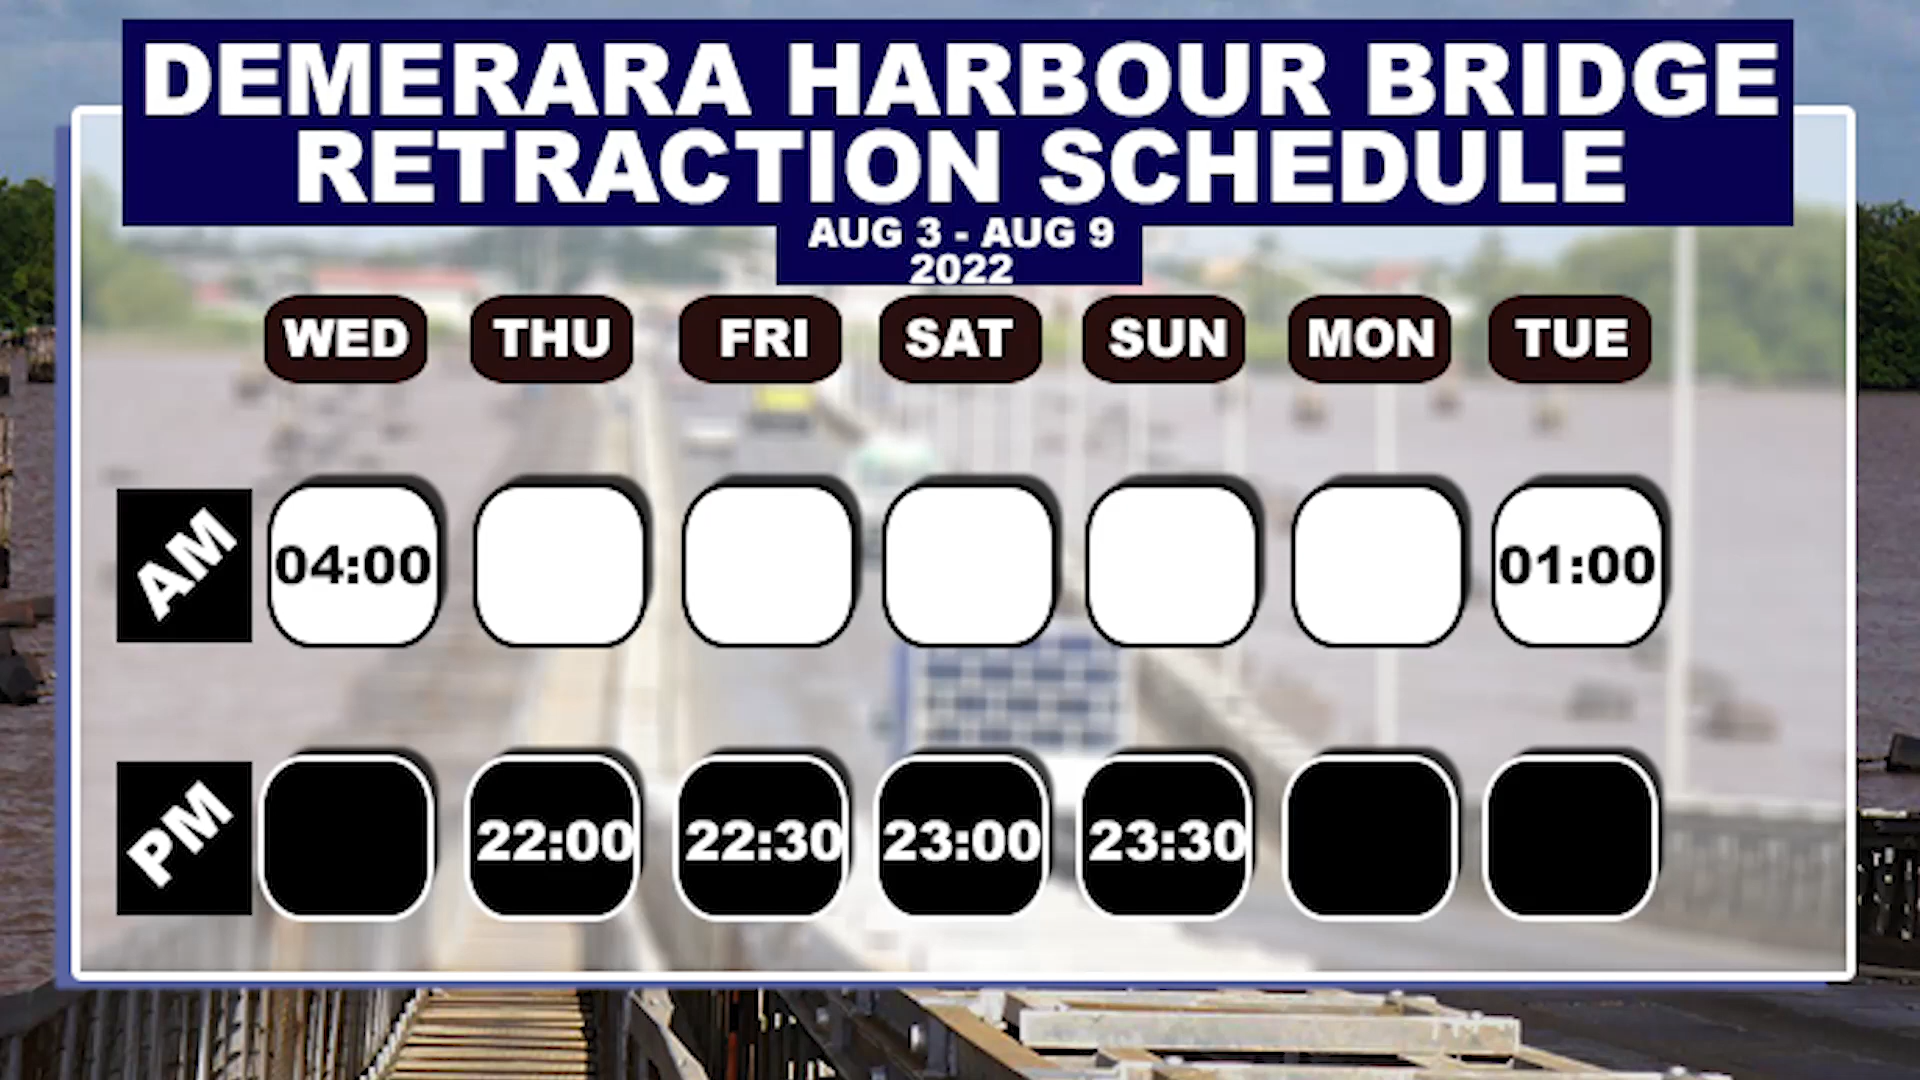 DEMERARA HARBOUR BRIDGE
RETRACTION SCHEDULE
AUG 3 - AUG 9
2022
WED THU FRI SAT SUN MON TUE
AM 04:00 01:00
PM 22:00 22:30 23:00 23:30